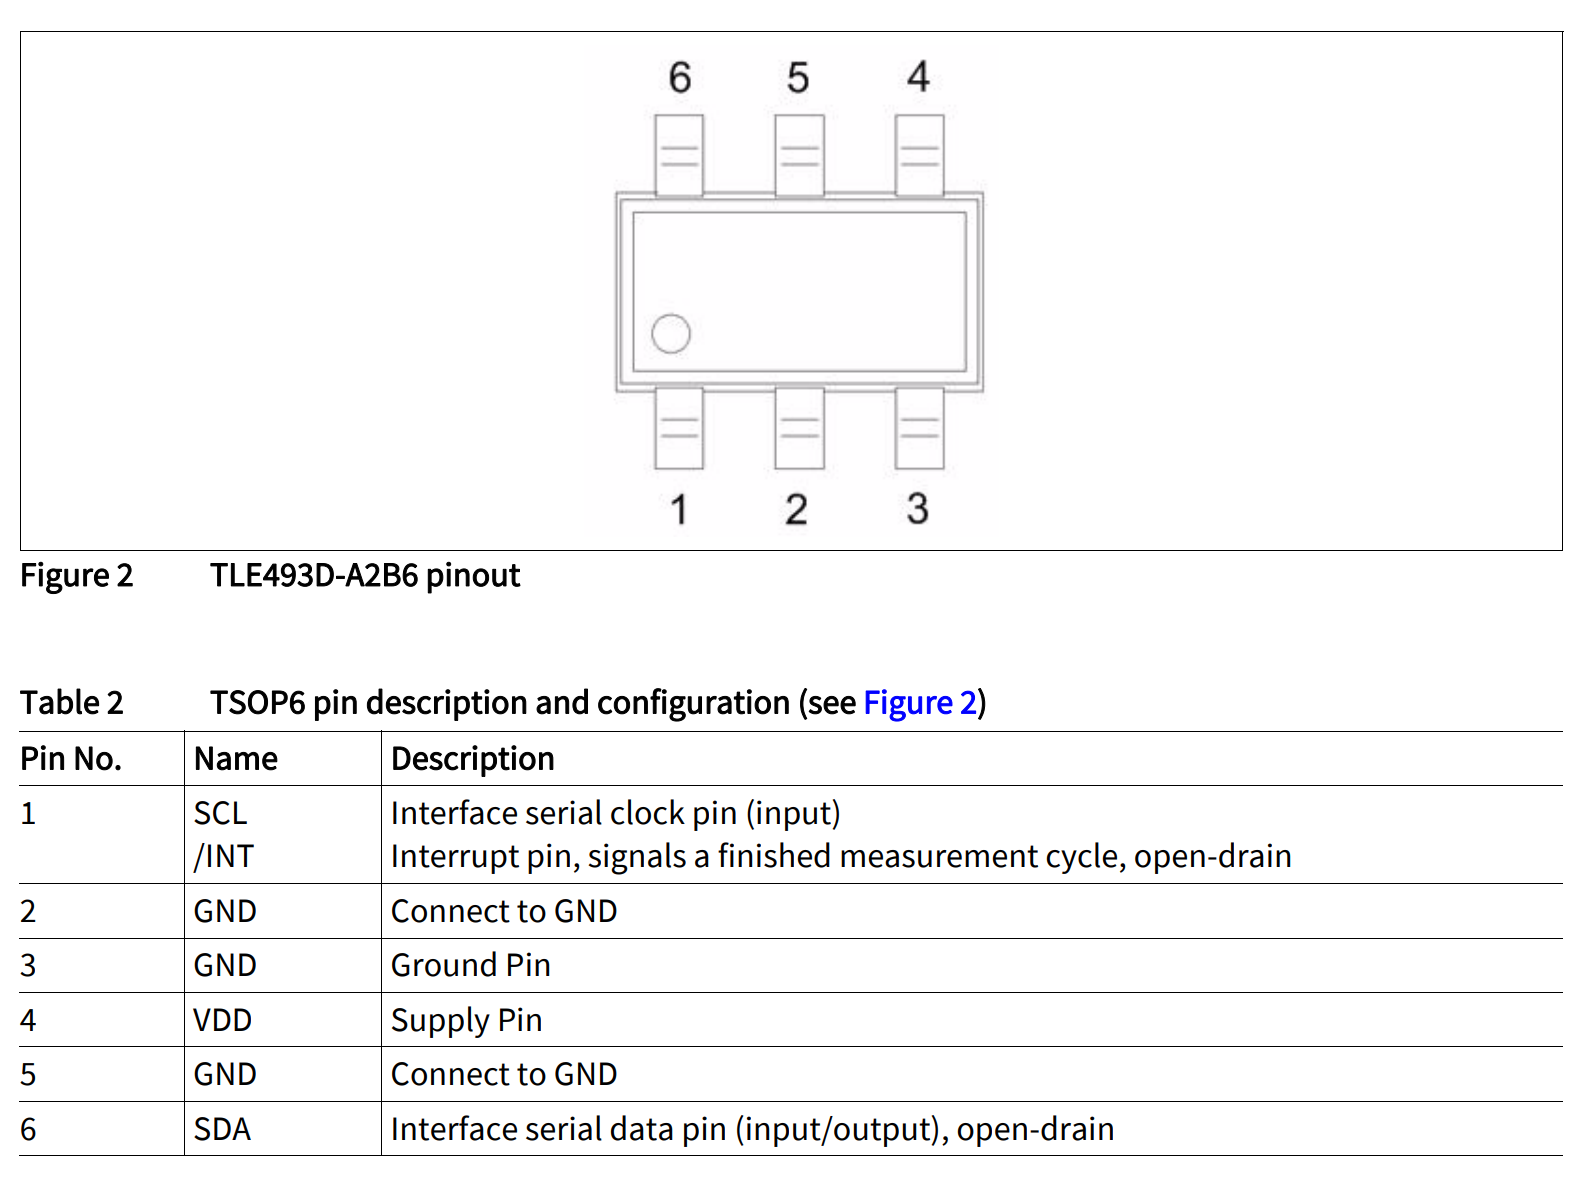 6 5 4
1 2 3
Figure 2 TLE493D-A2B6 pinout
Table 2 TSOP6 pin description and configuration (see Figure 2)
Pin No. Name Description
1 SCL Interface serial clock pin (input)
/INT Interrupt pin, signals a finished measurement cycle, open-drain
2 GND Connect to GND
3 GND Ground Pin
4 VDD Supply Pin
5 GND Connect to GND
6 SDA Interface serial data pin (input/output), open-drain